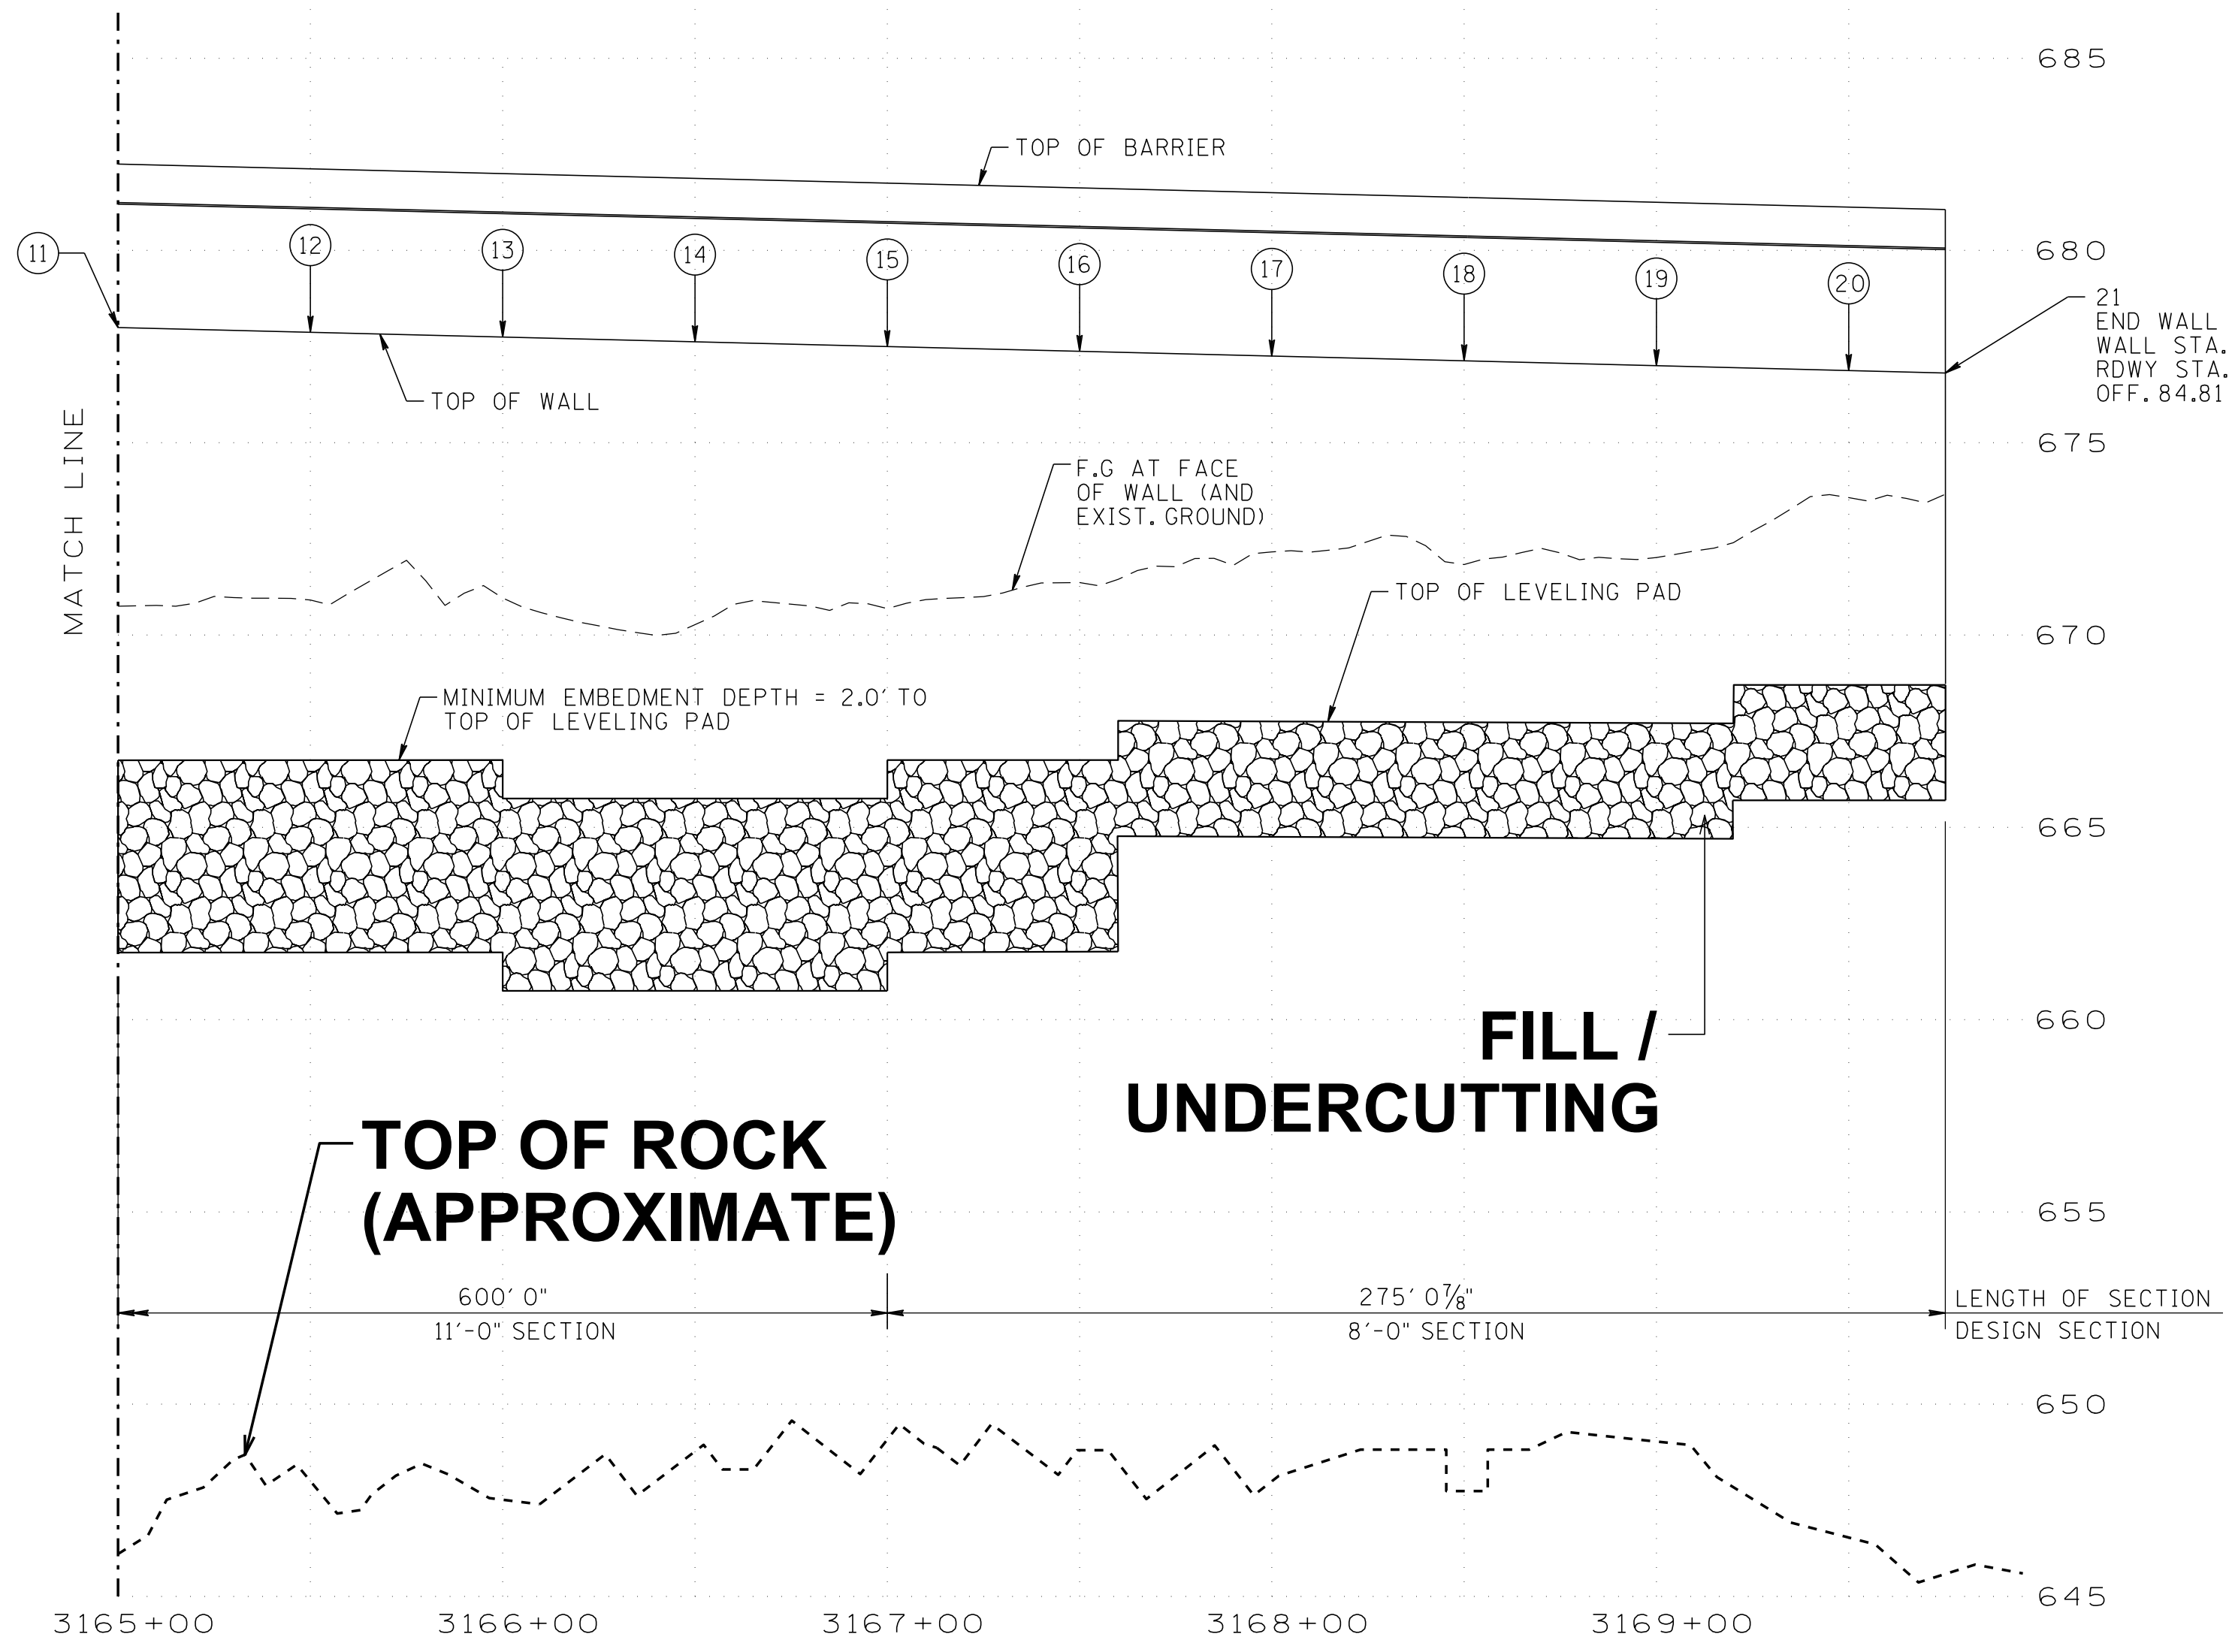 685
TOP OF BARRIER
11
12
13
14
15
16
17
18
19
20
680
21
END WALL
WALL STA.
RDWY STA.
OFF. 84.81
TOP OF WALL
MATCH LINE
675
F.G AT FACE
OF WALL (AND
EXIST. GROUND)
TOP OF LEVELING PAD
670
MINIMUM EMBEDMENT DEPTH = 2.0' TO
TOP OF LEVELING PAD
665
FILL /
UNDERCUTTING
660
TOP OF ROCK
(APPROXIMATE)
655
600' 0"
11'-0" SECTION
275' 0⅞"
8'-0" SECTION
LENGTH OF SECTION
DESIGN SECTION
650
645
3165+00
3166+00
3167+00
3168+00
3169+00